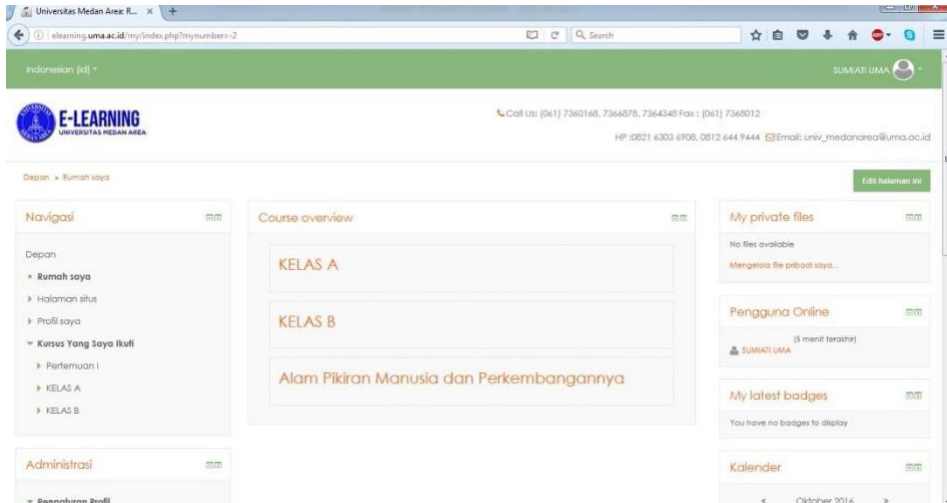 Universitas Medan Area: R...
elearning.uma.ac.id/my/index.php?mynumber=-2
Search
Indonesian (id)
SUMIATI UMA
E-LEARNING
UNIVERSITAS MEDAN AREA
Call Us: (061) 7360168, 7366878, 7364348 Fax : (061) 7368012
HP :0821 6303 6908, 0812 644 9444 Email: univ_medanarea@uma.ac.id
Depan » Rumah saya
Edit halaman ini
Navigasi
Depan
Rumah saya
Halaman situs
Profil saya
Kursus Yang Saya Ikuti
Pertemuan I
KELAS A
KELAS B
Administrasi
Pengaturan Profil
Course overview
KELAS A
KELAS B
Alam Pikiran Manusia dan Perkembangannya
My private files
No files available
Mengelola file pribadi saya...
Pengguna Online
(5 menit terakhir)
SUMIATI UMA
My latest badges
You have no badges to display
Kalender
Oktober 2016